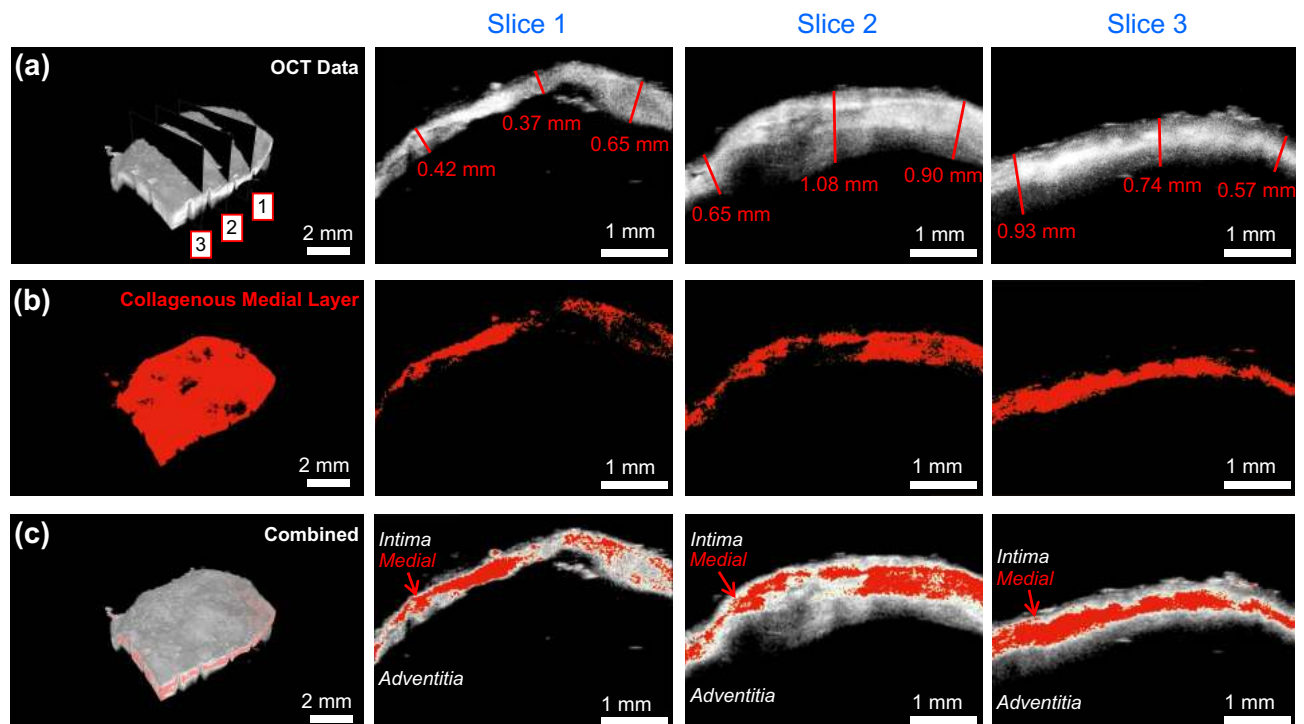 Slice 1
Slice 2
Slice 3
(a)
OCT Data
1
2
3
2 mm
0.42 mm
0.37 mm
0.65 mm
1 mm
0.65 mm
1.08 mm
0.90 mm
1 mm
0.93 mm
0.74 mm
0.57 mm
1 mm
(b)
Collagenous Medial Layer
2 mm
1 mm
1 mm
1 mm
(c)
Combined
2 mm
Intima
Medial
Adventitia
1 mm
Intima
Medial
Adventitia
1 mm
Intima
Medial
Adventitia
1 mm